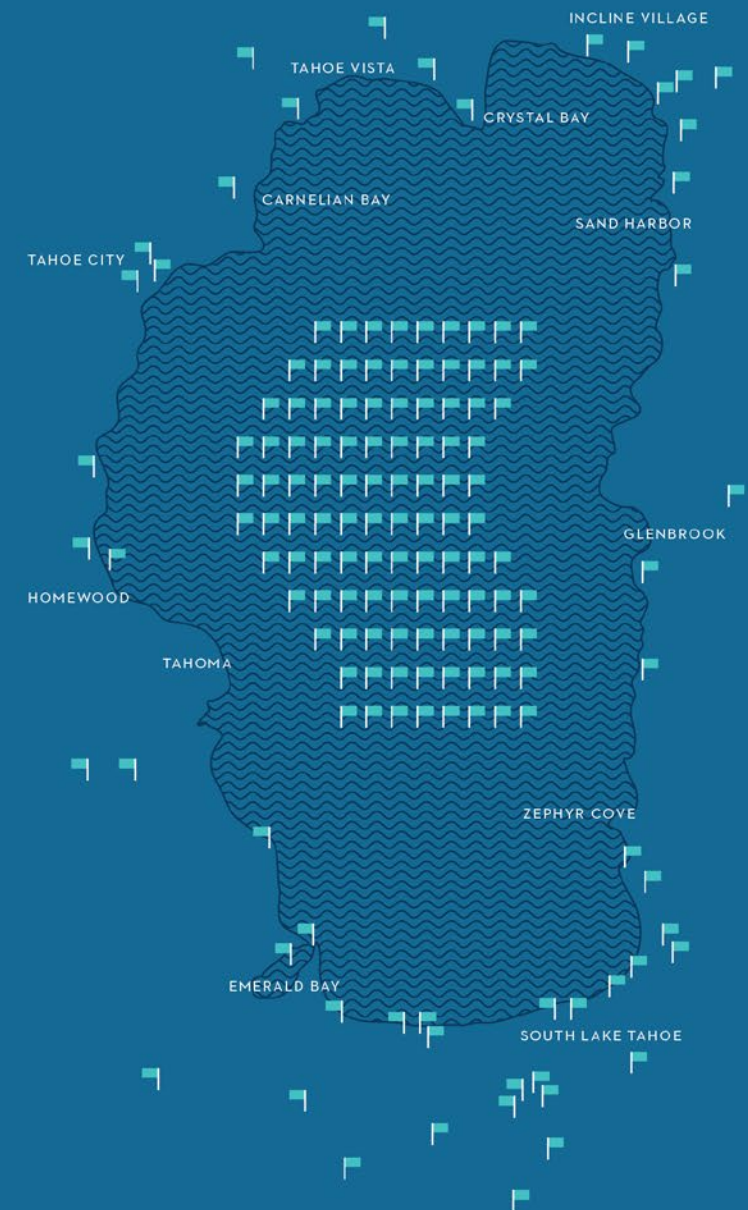 INCLINE VILLAGE
TAHOE VISTA
CRYSTAL BAY
CARNELIAN BAY
SAND HARBOR
TAHOE CITY
GLENBROOK
HOMEWOOD
TAHOMA
ZEPHYR COVE
EMERALD BAY
SOUTH LAKE TAHOE